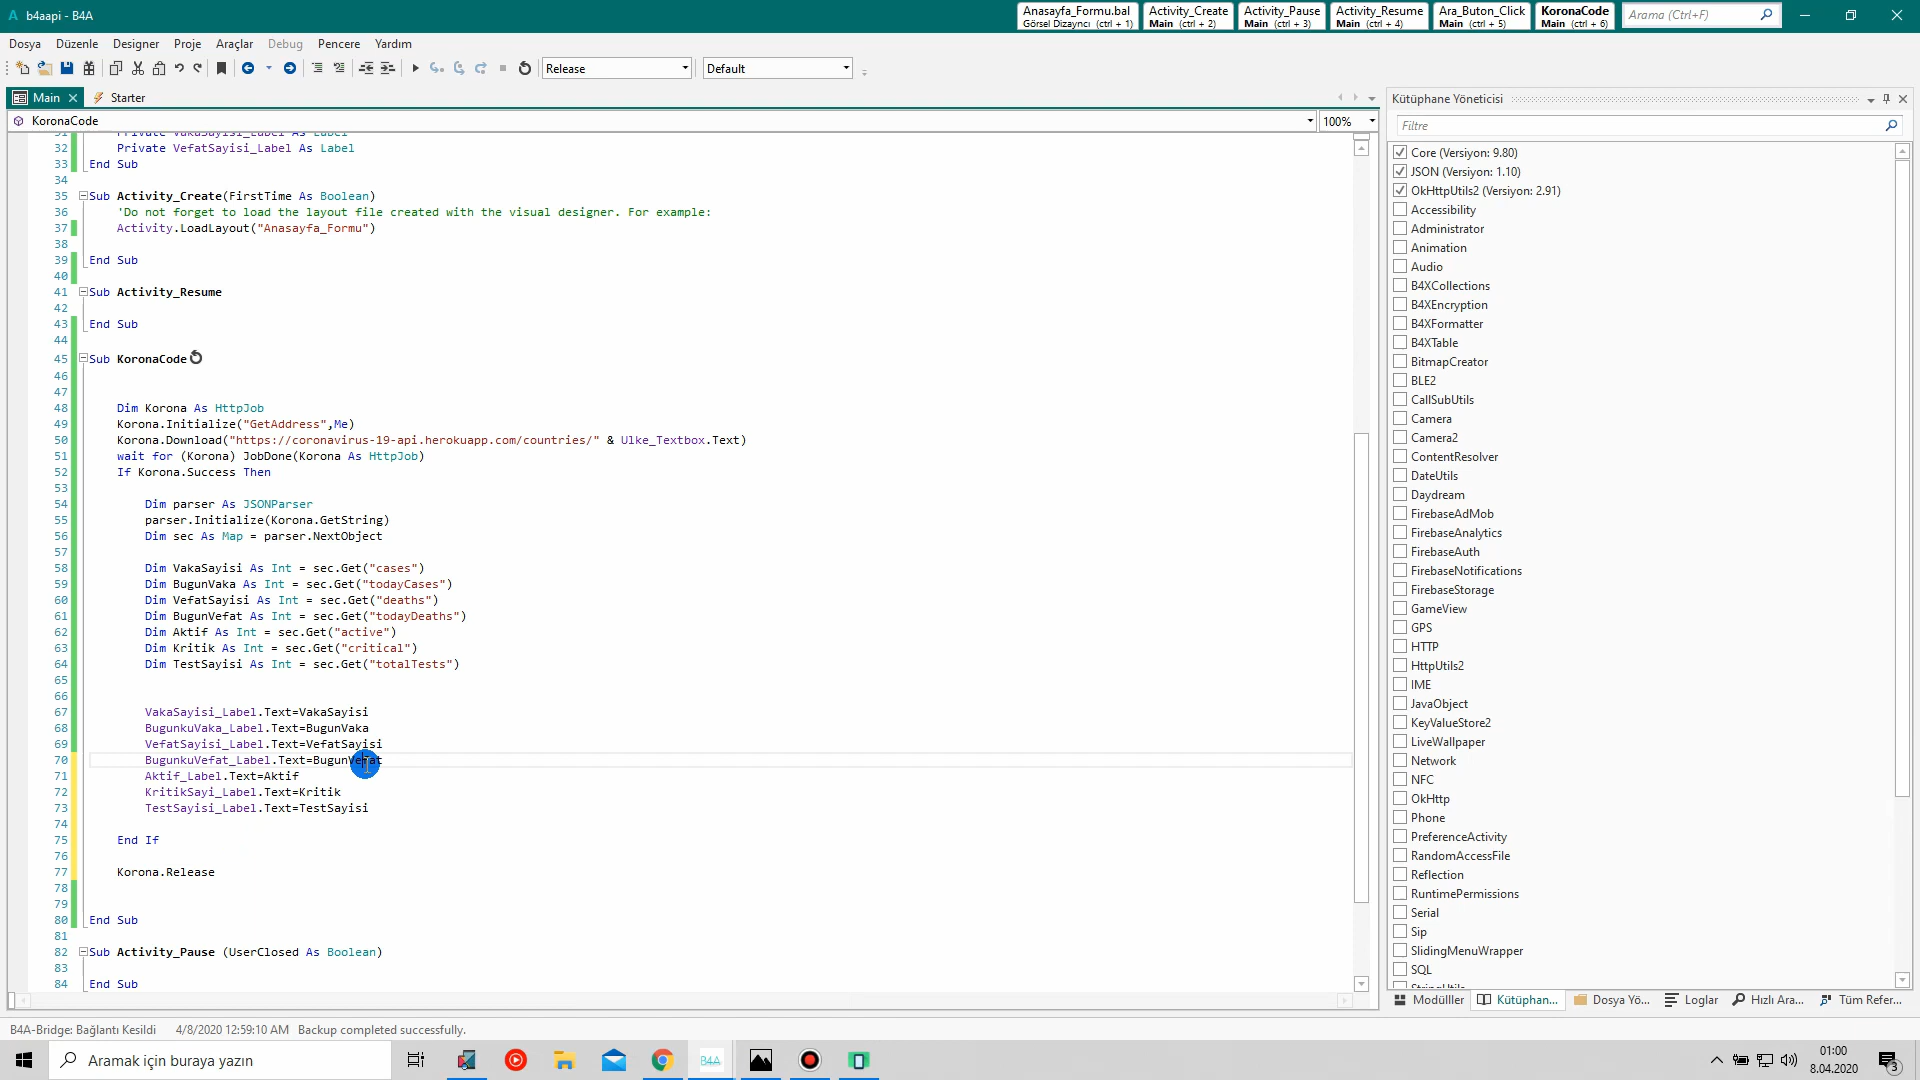 b4aapi - B4A
Anasayfa_Formu.bal
Görsel Dizayncı (ctrl + 1)
Activity_Create
Main (ctrl + 2)
Activity_Pause
Main (ctrl + 3)
Activity_Resume
Main (ctrl + 4)
Ara_Buton_Click
Main (ctrl + 5)
KoronaCode
Main (ctrl + 6)
Arama (Ctrl+F)
Dosya Düzenle Designer Proje Araçlar Debug Pencere Yardım
Release
Default
Main
Starter
KoronaCode
100%
31 Private VakaSayisi_Label As Label
32 Private VefatSayisi_Label As Label
33 End Sub
34
35 Sub Activity_Create(FirstTime As Boolean)
36 'Do not forget to load the layout file created with the visual designer. For example:
37 Activity.LoadLayout("Anasayfa_Formu")
38
39 End Sub
40
41 Sub Activity_Resume
42
43 End Sub
44
45 Sub KoronaCode
46
47
48 Dim Korona As HttpJob
49 Korona.Initialize("GetAddress",Me)
50 Korona.Download("https://coronavirus-19-api.herokuapp.com/countries/" & Ulke_Textbox.Text)
51 wait for (Korona) JobDone(Korona As HttpJob)
52 If Korona.Success Then
53
54 Dim parser As JSONParser
55 parser.Initialize(Korona.GetString)
56 Dim sec As Map = parser.NextObject
57
58 Dim VakaSayisi As Int = sec.Get("cases")
59 Dim BugunVaka As Int = sec.Get("todayCases")
60 Dim VefatSayisi As Int = sec.Get("deaths")
61 Dim BugunVefat As Int = sec.Get("todayDeaths")
62 Dim Aktif As Int = sec.Get("active")
63 Dim Kritik As Int = sec.Get("critical")
64 Dim TestSayisi As Int = sec.Get("totalTests")
65
66
67 VakaSayisi_Label.Text=VakaSayisi
68 BugunkuVaka_Label.Text=BugunVaka
69 VefatSayisi_Label.Text=VefatSayisi
70 BugunkuVefat_Label.Text=BugunVefat
71 Aktif_Label.Text=Aktif
72 KritikSayi_Label.Text=Kritik
73 TestSayisi_Label.Text=TestSayisi
74
75 End If
76
77 Korona.Release
78
79
80 End Sub
81
82 Sub Activity_Pause (UserClosed As Boolean)
83
84 End Sub
Kütüphane Yöneticisi
Filtre
Core (Versiyon: 9.80)
JSON (Versiyon: 1.10)
OkHttpUtils2 (Versiyon: 2.91)
Accessibility
Administrator
Animation
Audio
B4XCollections
B4XEncryption
B4XFormatter
B4XTable
BitmapCreator
BLE2
CallSubUtils
Camera
Camera2
ContentResolver
DateUtils
Daydream
FirebaseAdMob
FirebaseAnalytics
FirebaseAuth
FirebaseNotifications
FirebaseStorage
GameView
GPS
HTTP
HttpUtils2
IME
JavaObject
KeyValueStore2
LiveWallpaper
Network
NFC
OkHttp
Phone
PreferenceActivity
RandomAccessFile
Reflection
RuntimePermissions
Serial
Sip
SlidingMenuWrapper
SQL
StringUtils
Modülller Kütüphan... Dosya Yö... Loglar Hızlı Ara... Tüm Refer...
B4A-Bridge: Bağlantı Kesildi 4/8/2020 12:59:10 AM Backup completed successfully.
Aramak için buraya yazın
B4A
01:00
8.04.2020
3